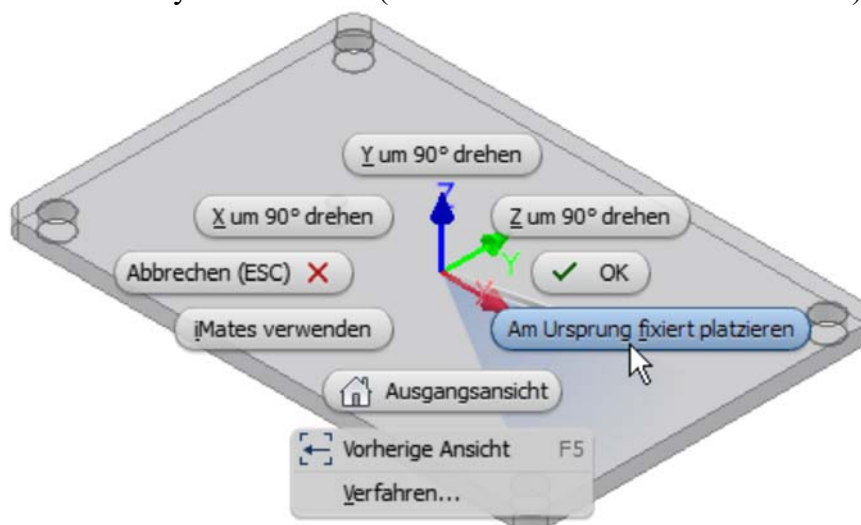 Y um 90° drehen
Z
X um 90° drehen
Z um 90° drehen
Y
Abbrechen (ESC)
OK
X
iMates verwenden
Am Ursprung fixiert platzieren
Ausgangsansicht
Vorherige Ansicht F5
Verfahren...